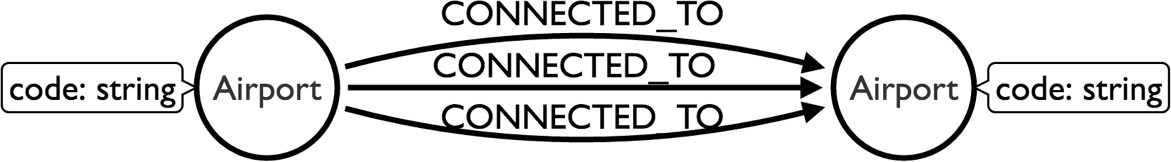 CONNECTED_TO
code: string
Airport
CONNECTED_TO
Airport
code: string
CONNECTED_TO